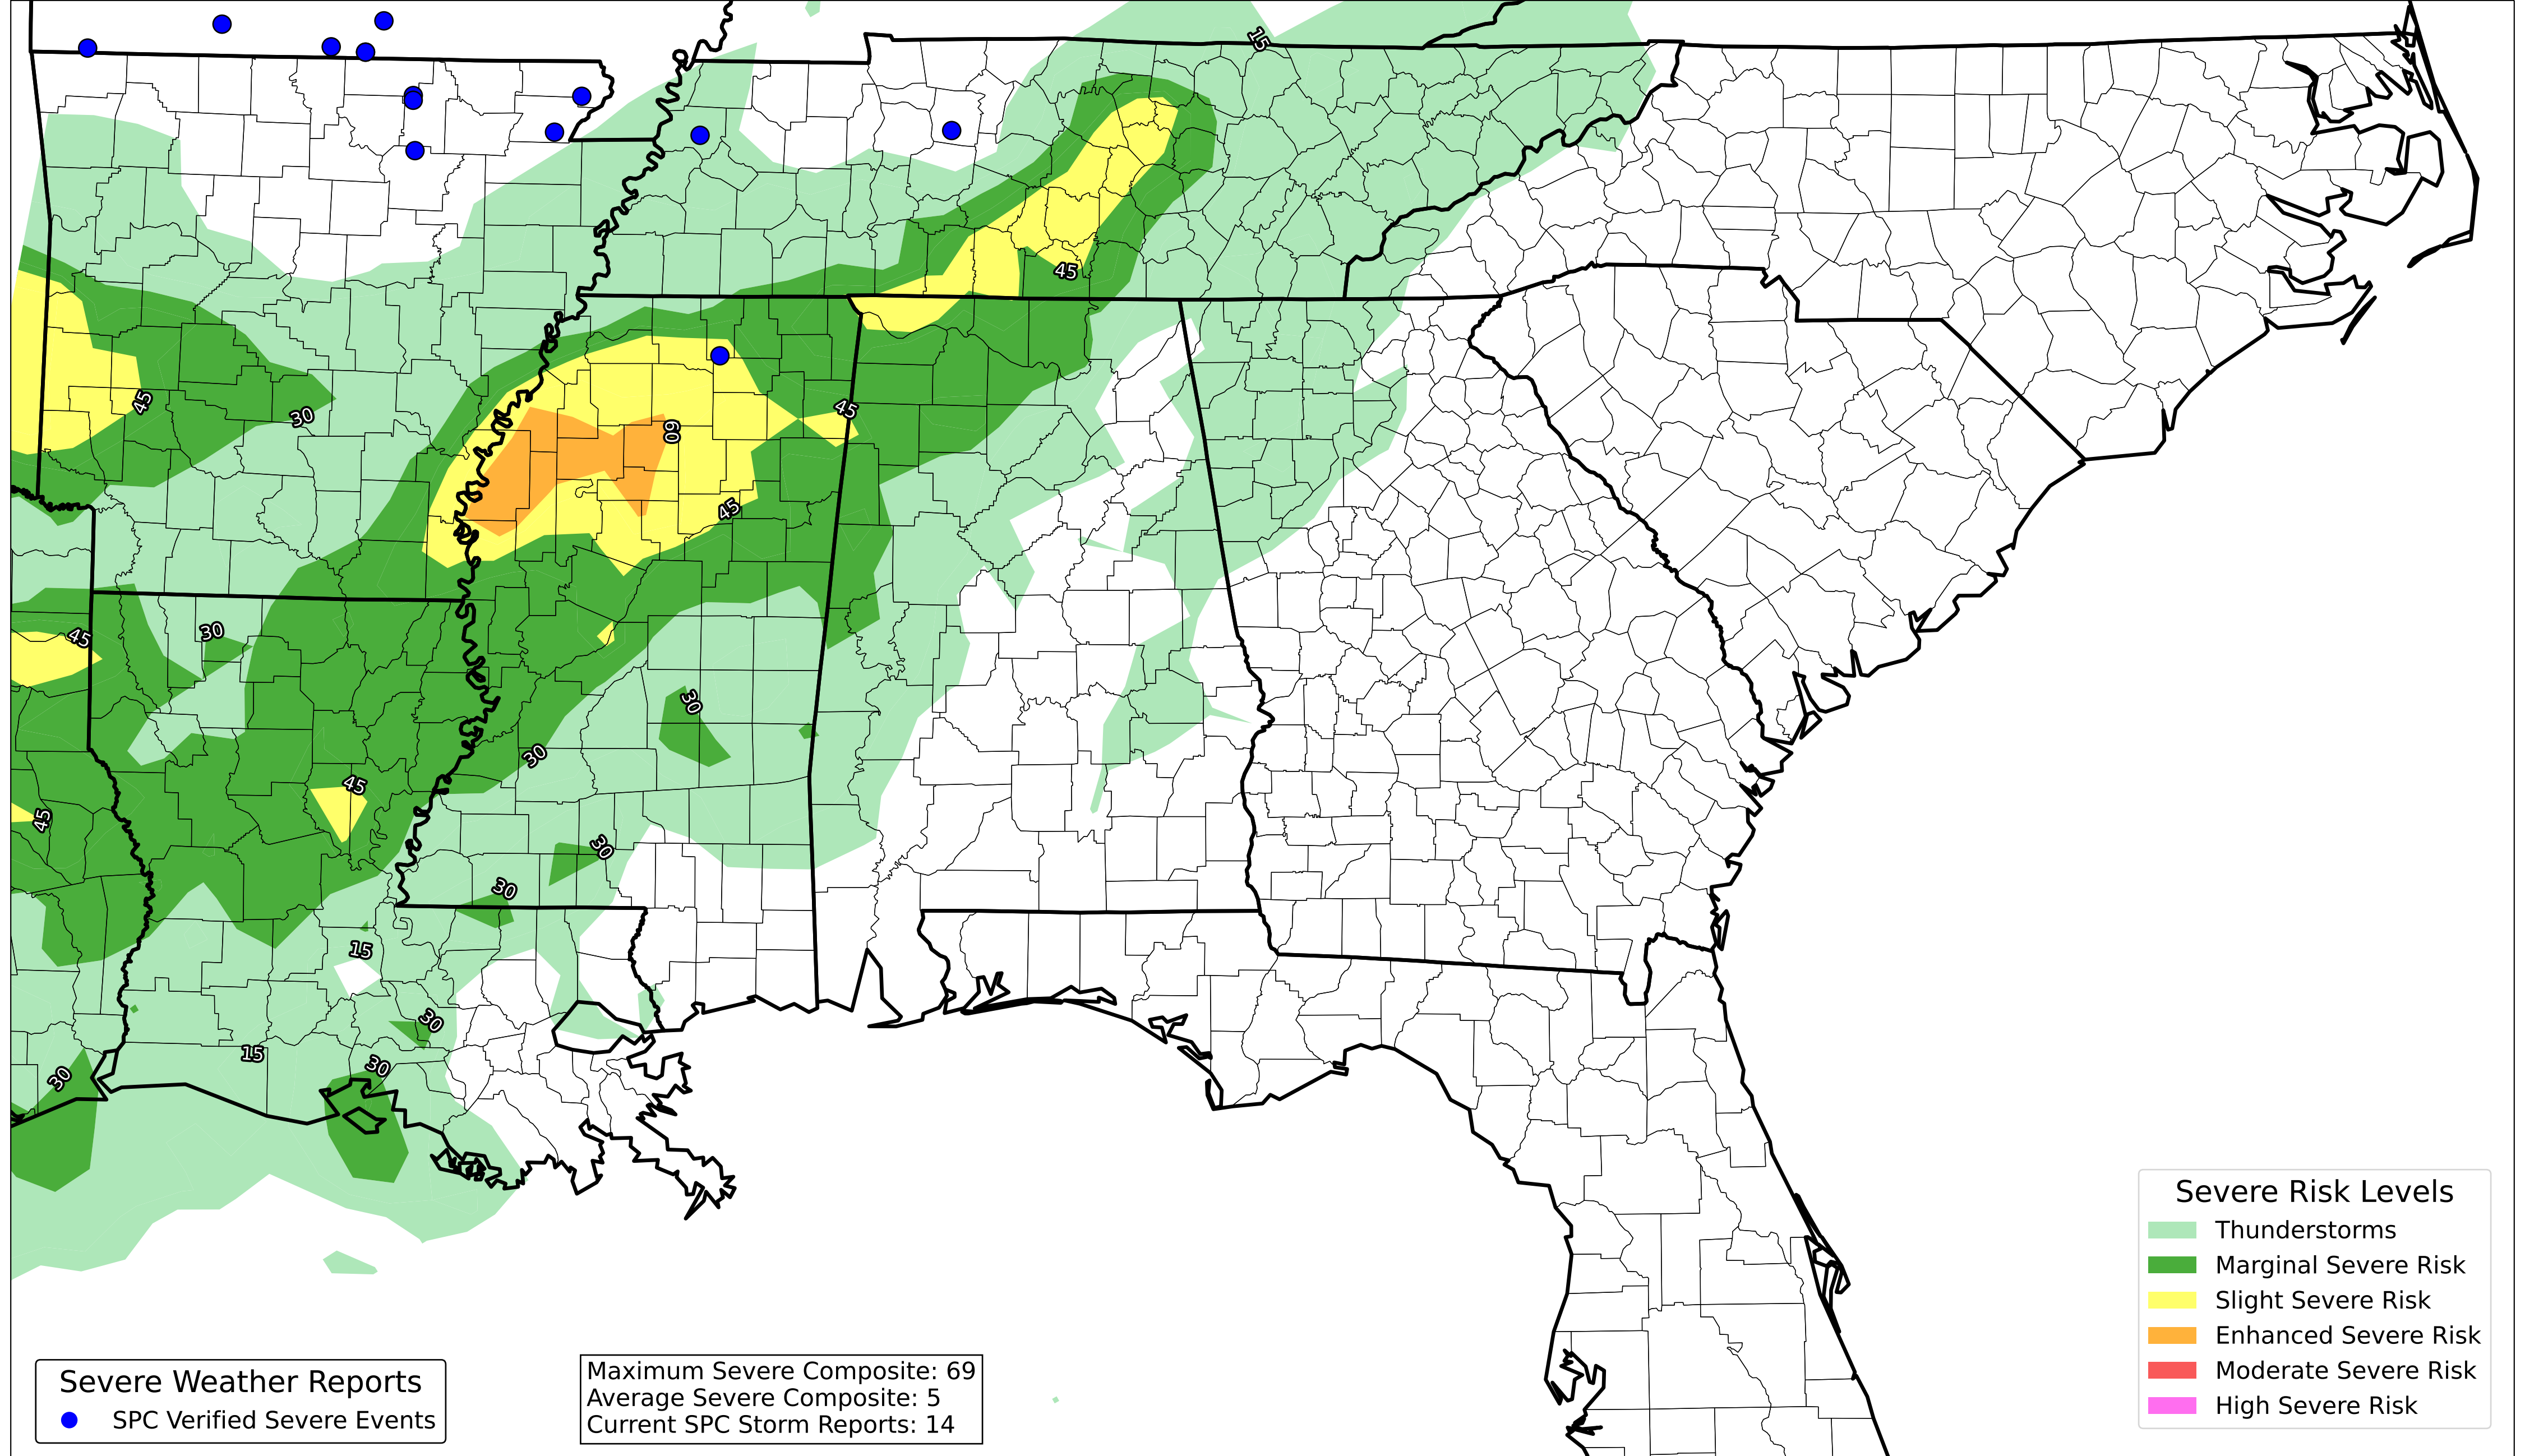 15
45
45
30
45
60
45
30
45
30
30
45
45
30
30
15
30
15
30
30
Severe Risk Levels
Thunderstorms
Marginal Severe Risk
Slight Severe Risk
Enhanced Severe Risk
Moderate Severe Risk
High Severe Risk
Severe Weather Reports
SPC Verified Severe Events
Maximum Severe Composite: 69
Average Severe Composite: 5
Current SPC Storm Reports: 14